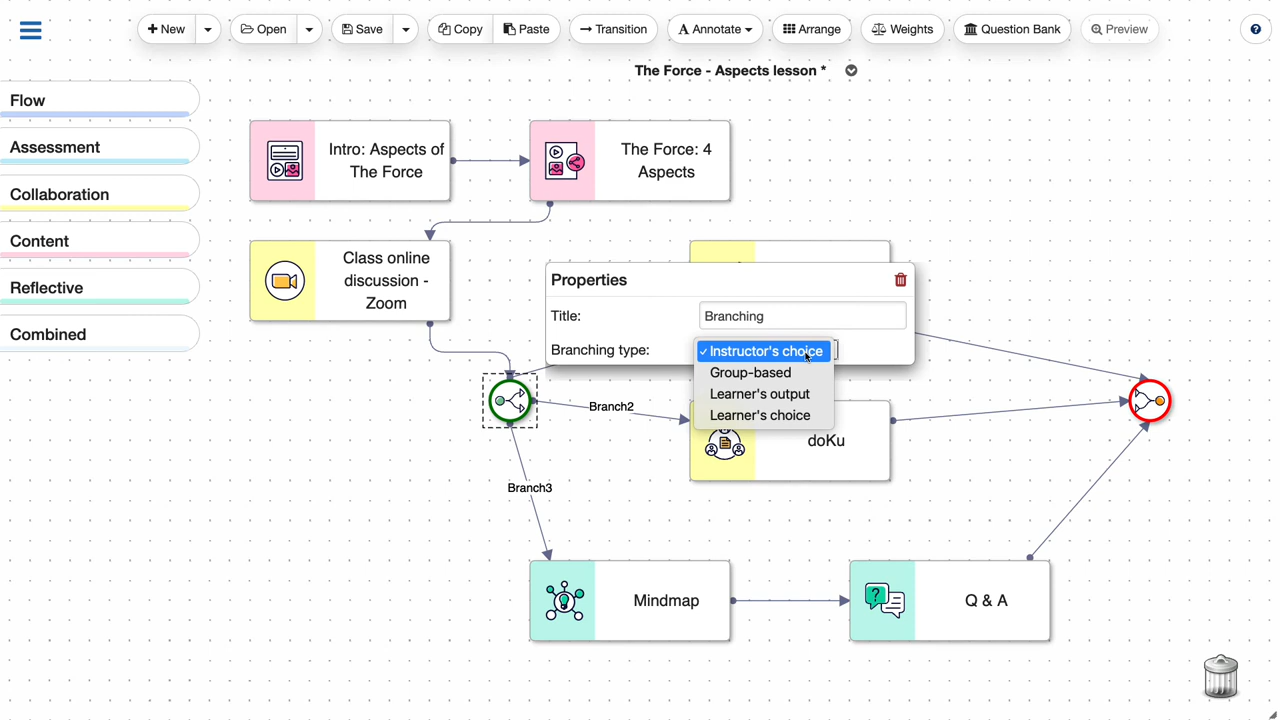 New
Open
Save
Copy
Paste
Transition
A Annotate
Arrange
Weights
Question Bank
Preview
?
The Force - Aspects lesson *
Flow
Assessment
Collaboration
Content
Reflective
Combined
Intro: Aspects of
The Force
The Force: 4
Aspects
Class online
discussion -
Zoom
Properties
Title:
Branching
Branching type:
✓ Instructor's choice
Group-based
Learner's output
Learner's choice
Branch2
doKu
Branch3
Mindmap
?
Q & A